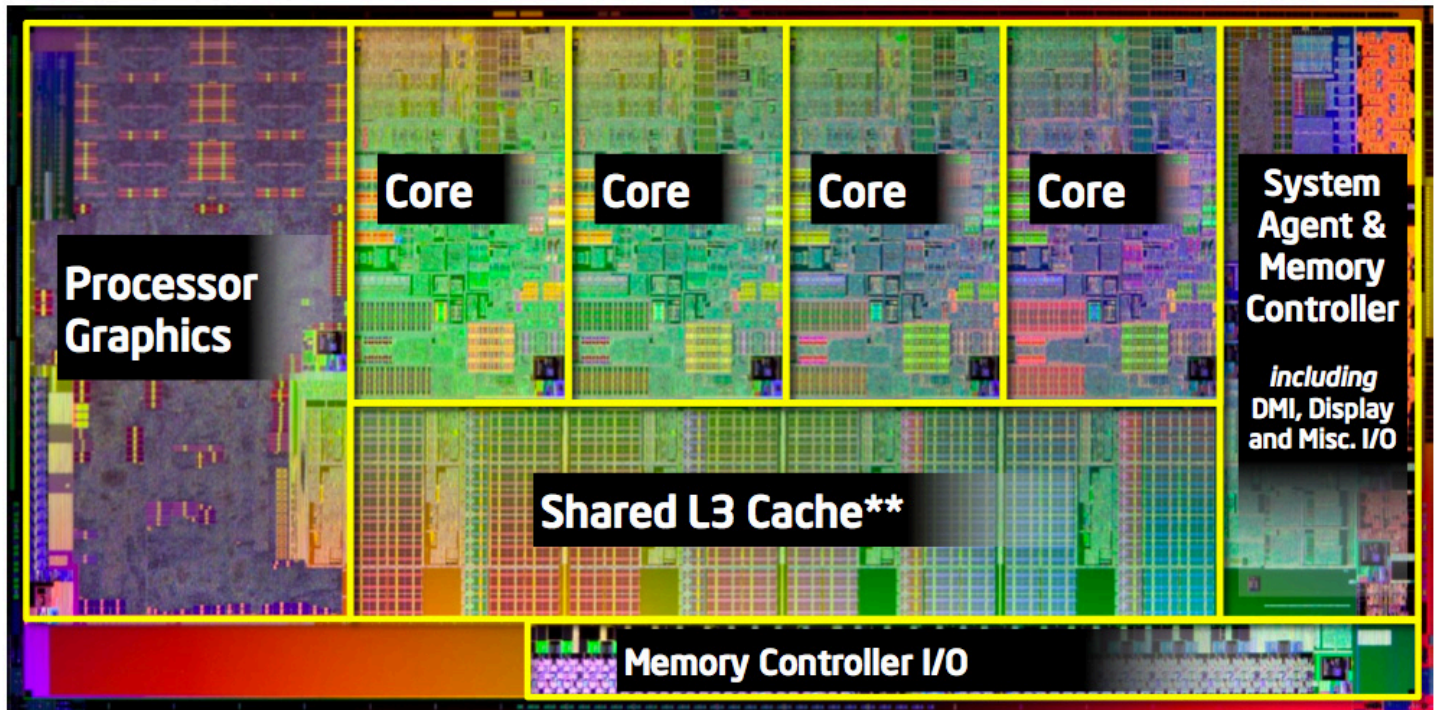 Processor
Graphics
Core
Core
Core
Core
System
Agent &
Memory
Controller
including
DMI, Display
and Misc. I/O
Shared L3 Cache**
Memory Controller I/O